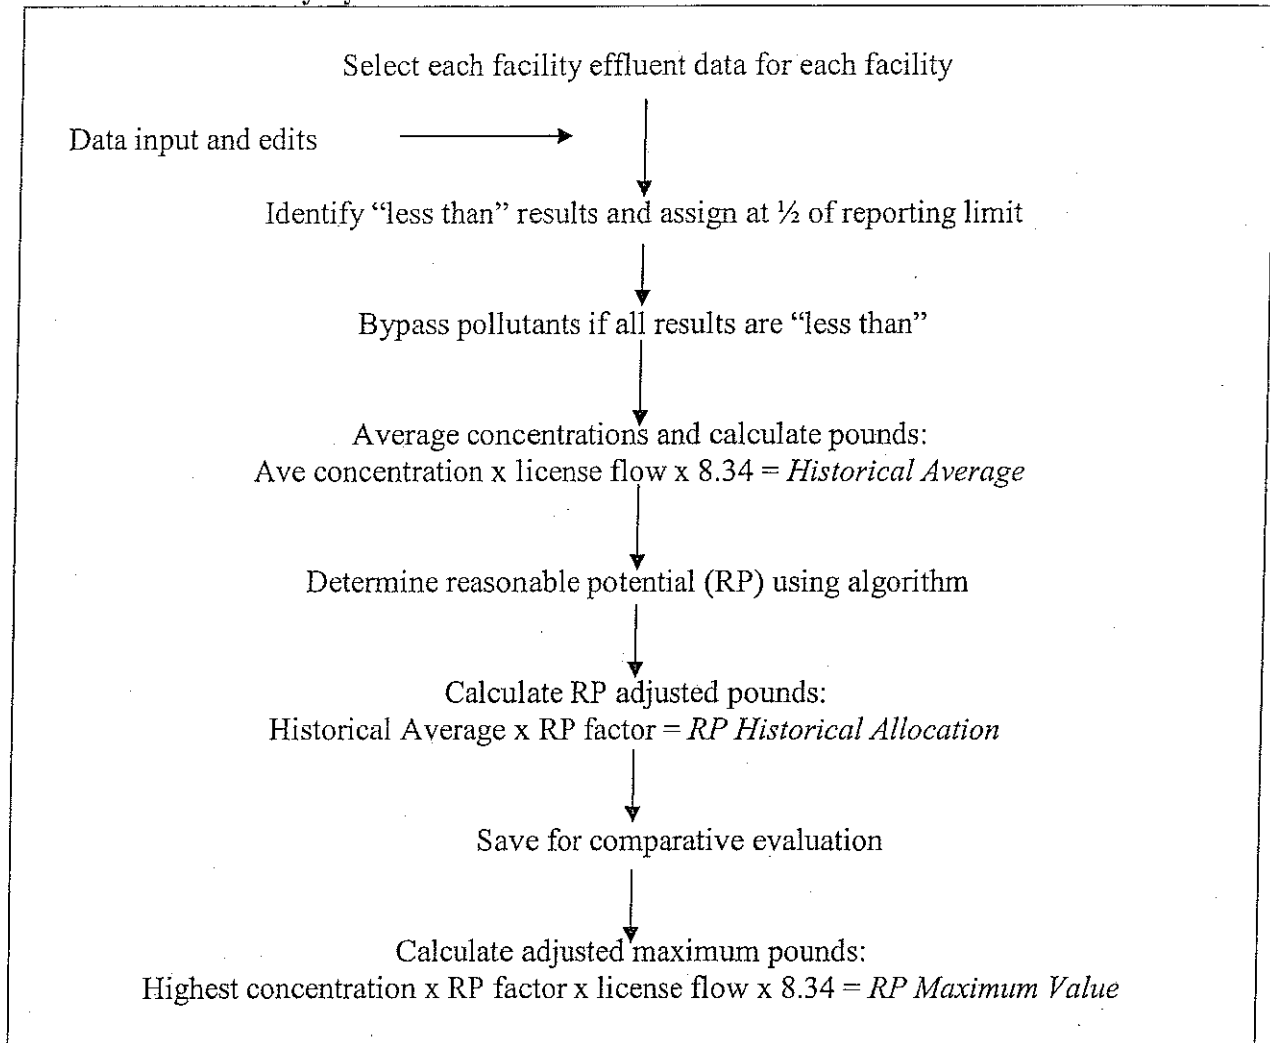 Select each facility effluent data for each facility
Data input and edits
Identify “less than” results and assign at ½ of reporting limit
Bypass pollutants if all results are “less than”
Average concentrations and calculate pounds:
Ave concentration x license flow x 8.34 = Historical Average
Determine reasonable potential (RP) using algorithm
Calculate RP adjusted pounds:
Historical Average x RP factor = RP Historical Allocation
Save for comparative evaluation
Calculate adjusted maximum pounds:
Highest concentration x RP factor x license flow x 8.34 = RP Maximum Value